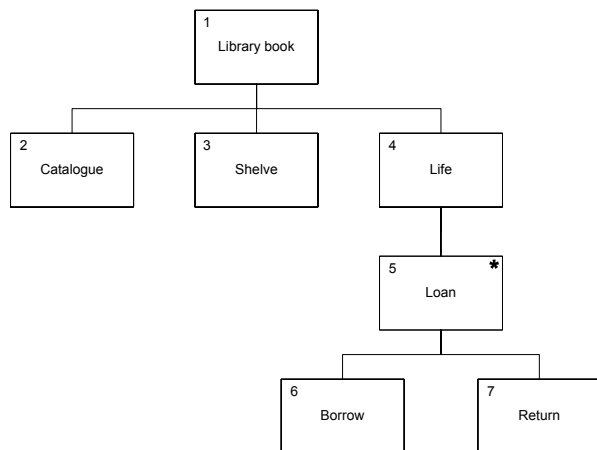 1
Library book
2
Catalogue
3
Shelve
4
Life
5
*
Loan
6
Borrow
7
Return